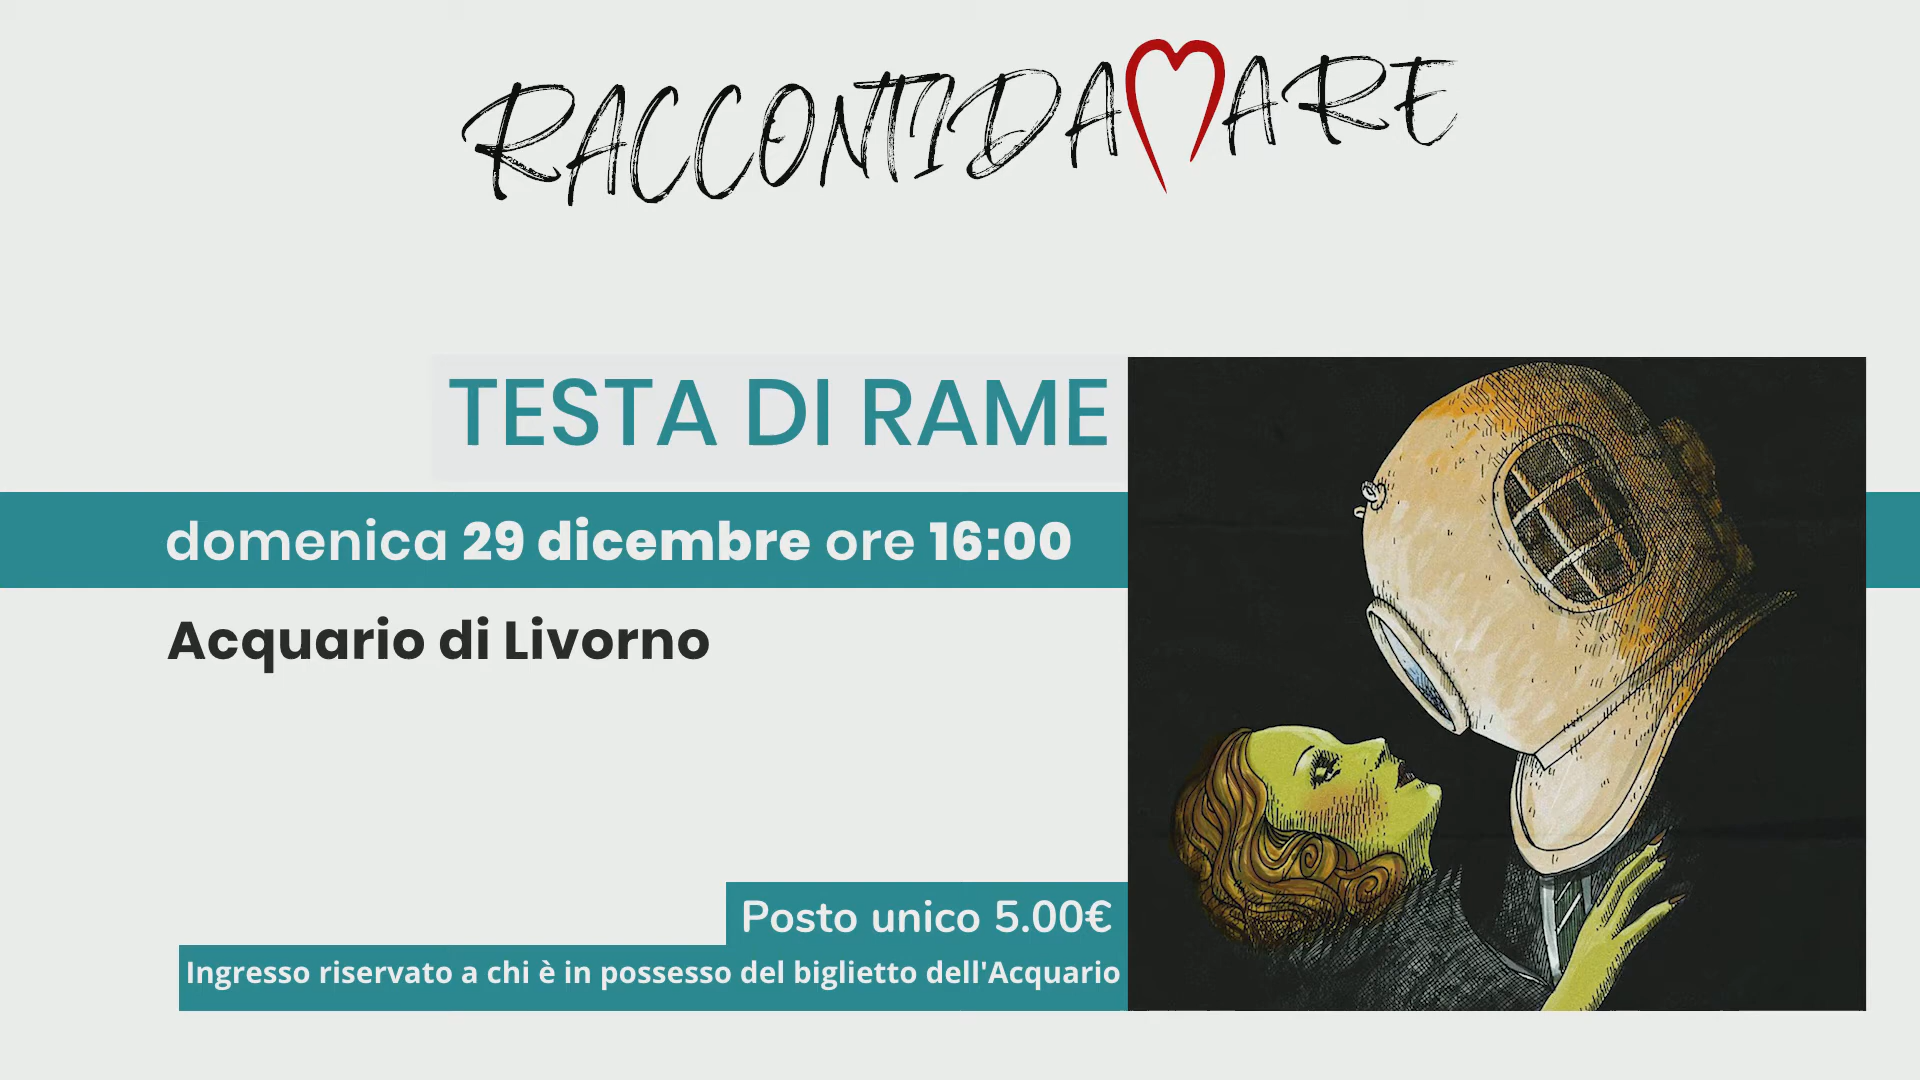 RACCONTIDAMARE
TESTA DI RAME
domenica 29 dicembre ore 16:00
Acquario di Livorno
Posto unico 5.00€
Ingresso riservato a chi è in possesso del biglietto dell'Acquario